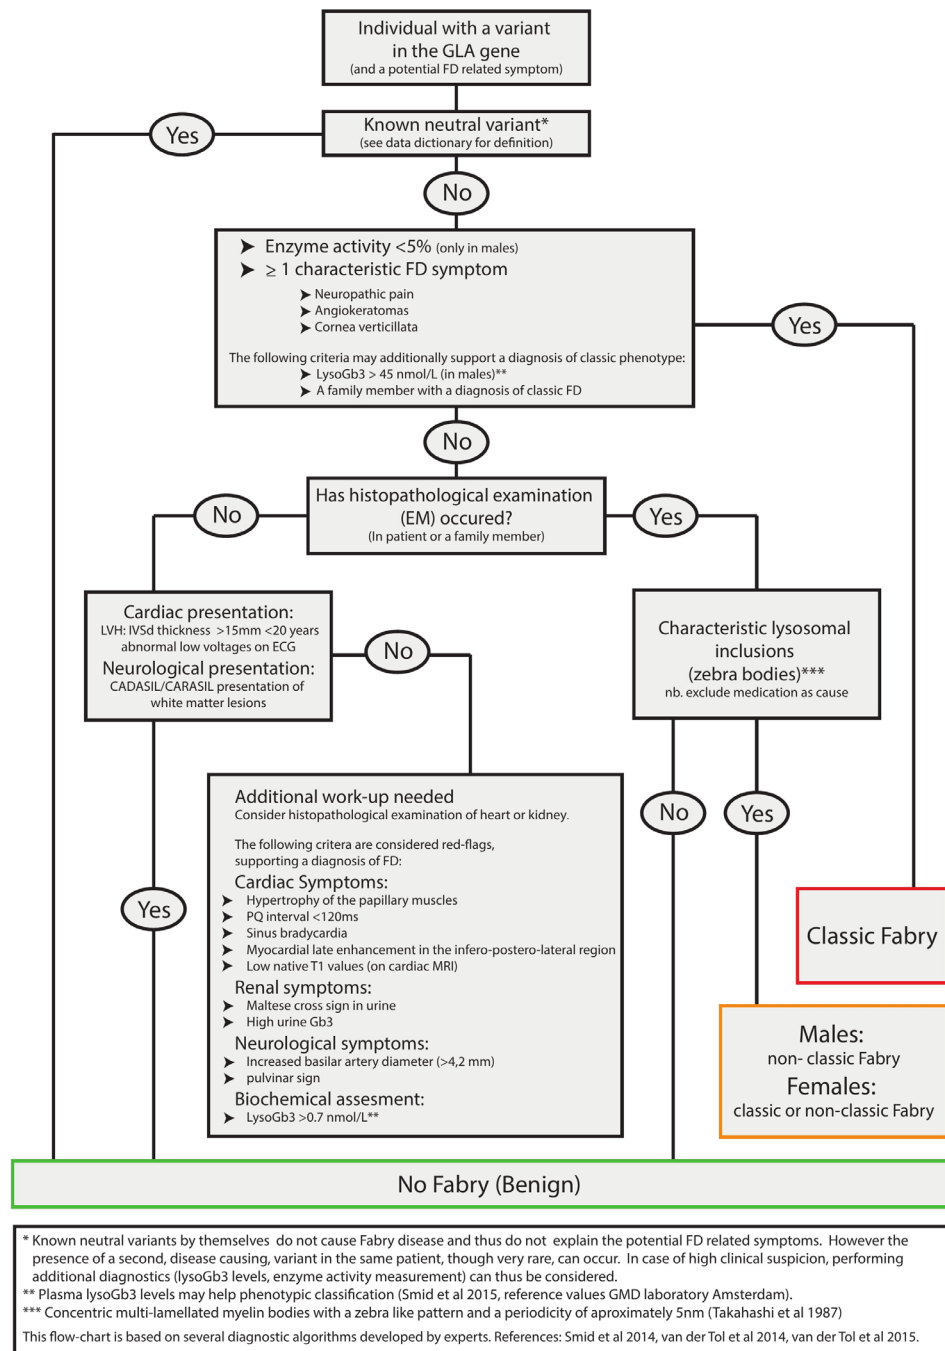 Individual with a variant
in the GLA gene
(and a potential FD related symptom)
Known neutral variant*
(see data dictionary for definition)
Yes
No
➤ Enzyme activity <5% (only in males)
➤ ≥ 1 characteristic FD symptom
➤ Neuropathic pain
➤ Angiokeratomas
➤ Cornea verticillata
The following criteria may additionally support a diagnosis of classic phenotype:
➤ LysoGb3 > 45 nmol/L (in males)**
➤ A family member with a diagnosis of classic FD
Yes
No
Has histopathological examination
(EM) occured?
(In patient or a family member)
No
Yes
Cardiac presentation:
LVH: IVSd thickness >15mm <20 years
abnormal low voltages on ECG
Neurological presentation:
CADASIL/CARASIL presentation of
white matter lesions
No
Characteristic lysosomal
inclusions
(zebra bodies)***
nb. exclude medication as cause
Additional work-up needed
Consider histopathological examination of heart or kidney.
The following critera are considered red-flags,
supporting a diagnosis of FD:
Cardiac Symptoms:
➤ Hypertrophy of the papillary muscles
➤ PQ interval <120ms
➤ Sinus bradycardia
➤ Myocardial late enhancement in the infero-postero-lateral region
➤ Low native T1 values (on cardiac MRI)
Renal symptoms:
➤ Maltese cross sign in urine
➤ High urine Gb3
Neurological symptoms:
➤ Increased basilar artery diameter (>4,2 mm)
➤ pulvinar sign
Biochemical assesment:
➤ LysoGb3 >0.7 nmol/L**
Yes
No
Yes
Classic Fabry
Males:
non- classic Fabry
Females:
classic or non-classic Fabry
No Fabry (Benign)
* Known neutral variants by themselves do not cause Fabry disease and thus do not explain the potential FD related symptoms. However the
presence of a second, disease causing, variant in the same patient, though very rare, can occur. In case of high clinical suspicion, performing
additional diagnostics (lysoGb3 levels, enzyme activity measurement) can thus be considered.
** Plasma lysoGb3 levels may help phenotypic classification (Smid et al 2015, reference values GMD laboratory Amsterdam).
*** Concentric multi-lamellated myelin bodies with a zebra like pattern and a periodicity of aproximately 5nm (Takahashi et al 1987)
This flow-chart is based on several diagnostic algorithms developed by experts. References: Smid et al 2014, van der Tol et al 2014, van der Tol et al 2015.